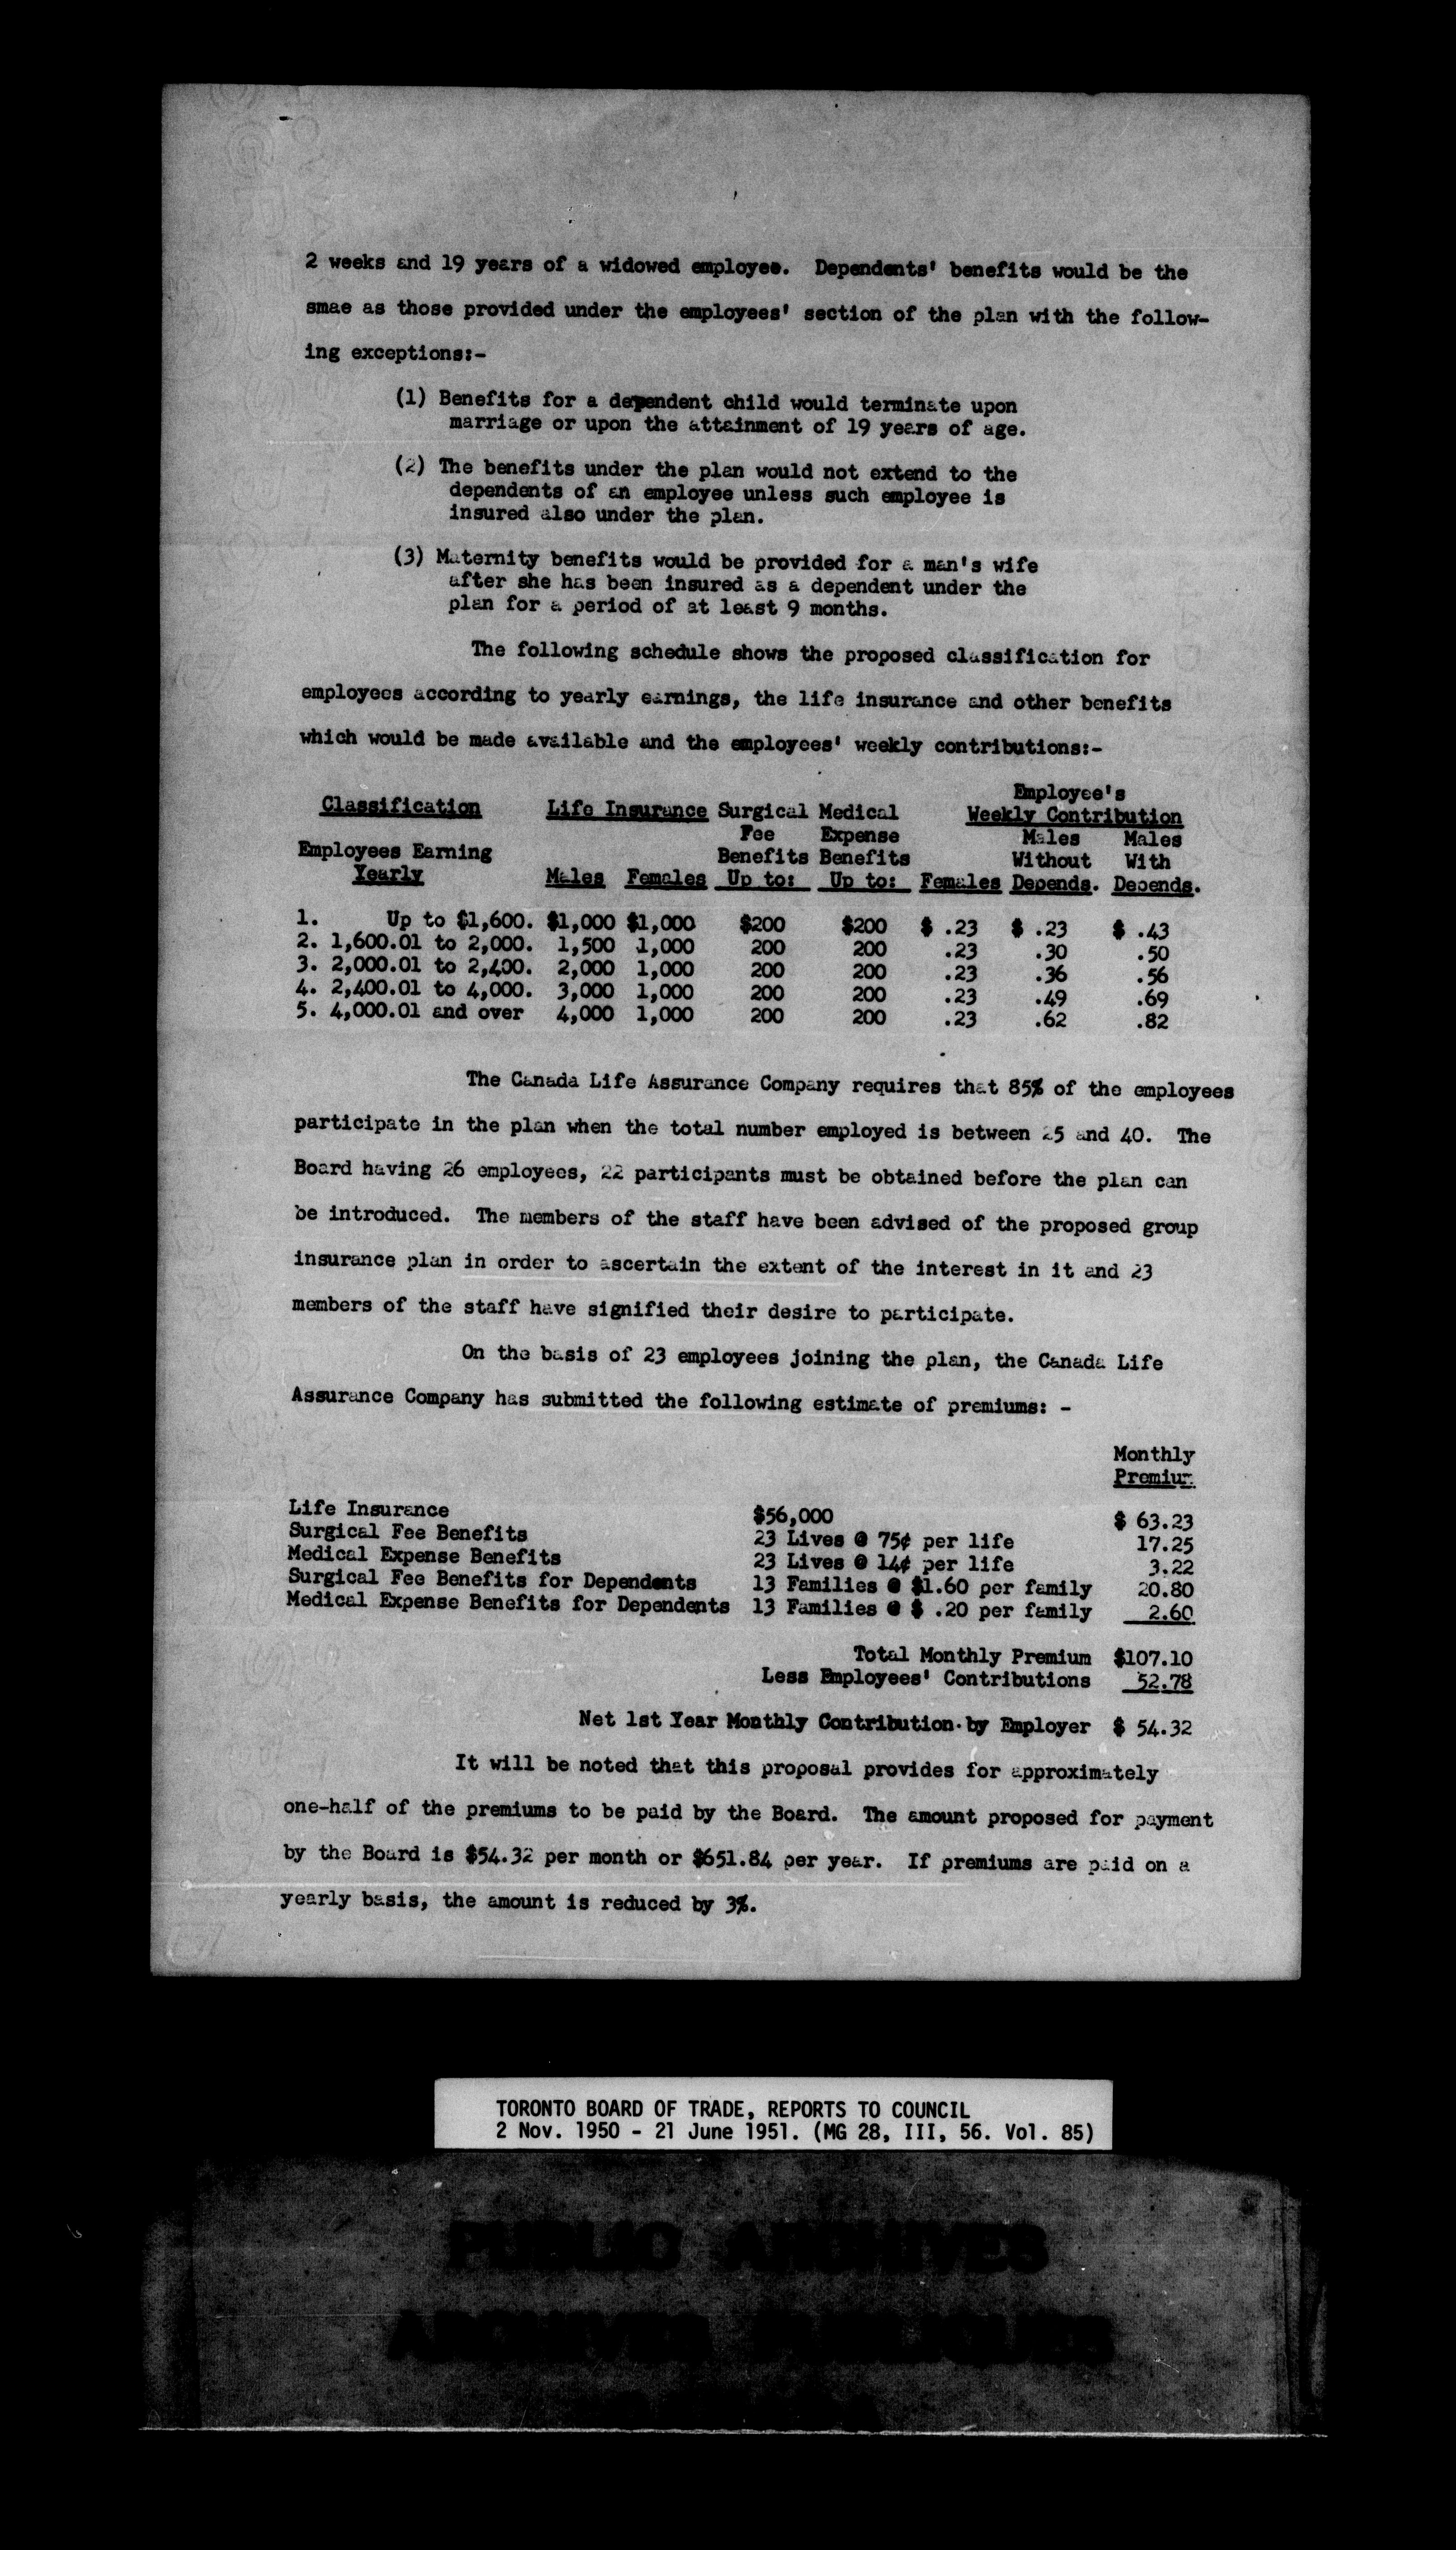 2 weeks and 19 years of a widowed employee. Dependents' benefits would be the
smae as those provided under the employees' section of the plan with the follow-
ing exceptions:-
(1) Benefits for a dependent child would terminate upon
marriage or upon the attainment of 19 years of age.
(2) The benefits under the plan would not extend to the
dependents of an employee unless such employee is
insured also under the plan.
(3) Maternity benefits would be provided for a man's wife
after she has been insured as a dependent under the
plan for a period of at least 9 months.
The following schedule shows the proposed classification for
employees according to yearly earnings, the life insurance and other benefits
which would be made available and the employees' weekly contributions:-
Employee's
Classification Life Insurance Surgical Medical Weekly Contribution
Fee Expense Males Males
Employees Earning Benefits Benefits Without With
Yearly Males Females Up to: Up to: Females Depends. Depends.
1. Up to $1,600. $1,000 $1,000 $200 $200 $ .23 $ .23 $ .43
2. 1,600.01 to 2,000. 1,500 1,000 200 200 .23 .30 .50
3. 2,000.01 to 2,400. 2,000 1,000 200 200 .23 .36 .56
4. 2,400.01 to 4,000. 3,000 1,000 200 200 .23 .49 .69
5. 4,000.01 and over 4,000 1,000 200 200 .23 .62 .82
The Canada Life Assurance Company requires that 85% of the employees
participate in the plan when the total number employed is between 25 and 40. The
Board having 26 employees, 22 participants must be obtained before the plan can
be introduced. The members of the staff have been advised of the proposed group
insurance plan in order to ascertain the extent of the interest in it and 23
members of the staff have signified their desire to participate.
On the basis of 23 employees joining the plan, the Canada Life
Assurance Company has submitted the following estimate of premiums: -
Monthly
Premium
Life Insurance $56,000 $ 63.23
Surgical Fee Benefits 23 Lives @ 75¢ per life 17.25
Medical Expense Benefits 23 Lives @ 14¢ per life 3.22
Surgical Fee Benefits for Dependents 13 Families @ $1.60 per family 20.80
Medical Expense Benefits for Dependents 13 Families @ $ .20 per family 2.60
Total Monthly Premium $107.10
Less Employees' Contributions 52.78
Net 1st Year Monthly Contribution by Employer $ 54.32
It will be noted that this proposal provides for approximately
one-half of the premiums to be paid by the Board. The amount proposed for payment
by the Board is $54.32 per month or $651.84 per year. If premiums are paid on a
yearly basis, the amount is reduced by 3%.
TORONTO BOARD OF TRADE, REPORTS TO COUNCIL
2 Nov. 1950 - 21 June 1951. (MG 28, III, 56. Vol. 85)
PUBLIC ARCHIVES
ARCHIVES PUBLIQUES